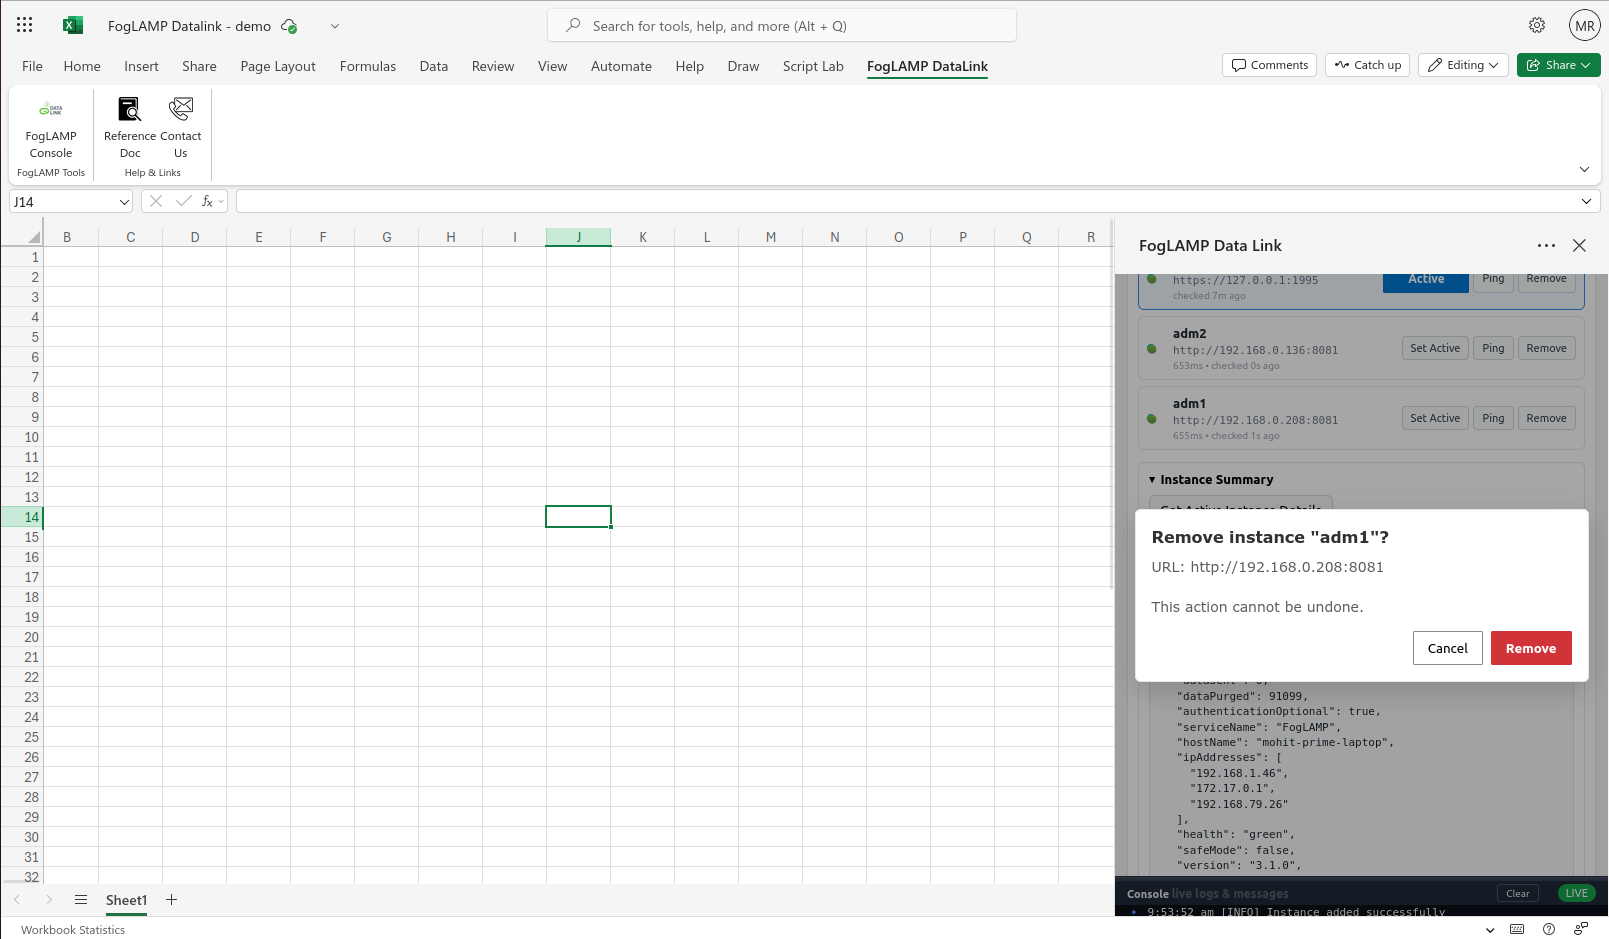 FogLAMP Datalink - demo
Search for tools, help, and more (Alt + Q)
MR
File Home Insert Share Page Layout Formulas Data Review View Automate Help Draw Script Lab FogLAMP DataLink
Comments Catch up Editing Share
DATA
LINK
FogLAMP
Console
FogLAMP Tools
Reference
Doc
Contact
Us
Help & Links
J14
fx
B C D E F G H I J K L M N O P Q R
1
2
3
4
5
6
7
8
9
10
11
12
13
14
15
16
17
18
19
20
21
22
23
24
25
26
27
28
29
30
31
32
FogLAMP Data Link
https://127.0.0.1:1995
Active Ping Remove
checked 7m ago
adm2
http://192.168.0.136:8081
653ms • checked 0s ago
Set Active Ping Remove
adm1
http://192.168.0.208:8081
655ms • checked 1s ago
Set Active Ping Remove
▾ Instance Summary
Get Active Instance Details
Remove instance "adm1"?
URL: http://192.168.0.208:8081
This action cannot be undone.
Cancel Remove
"dataSent": 0,
"dataPurged": 91099,
"authenticationOptional": true,
"serviceName": "FogLAMP",
"hostName": "mohit-prime-laptop",
"ipAddresses": [
"192.168.1.46",
"172.17.0.1",
"192.168.79.26"
],
"health": "green",
"safeMode": false,
"version": "3.1.0",
Console live logs & messages
Clear LIVE
• 9:53:52 am [INFO] Instance added successfully
Sheet1
Workbook Statistics